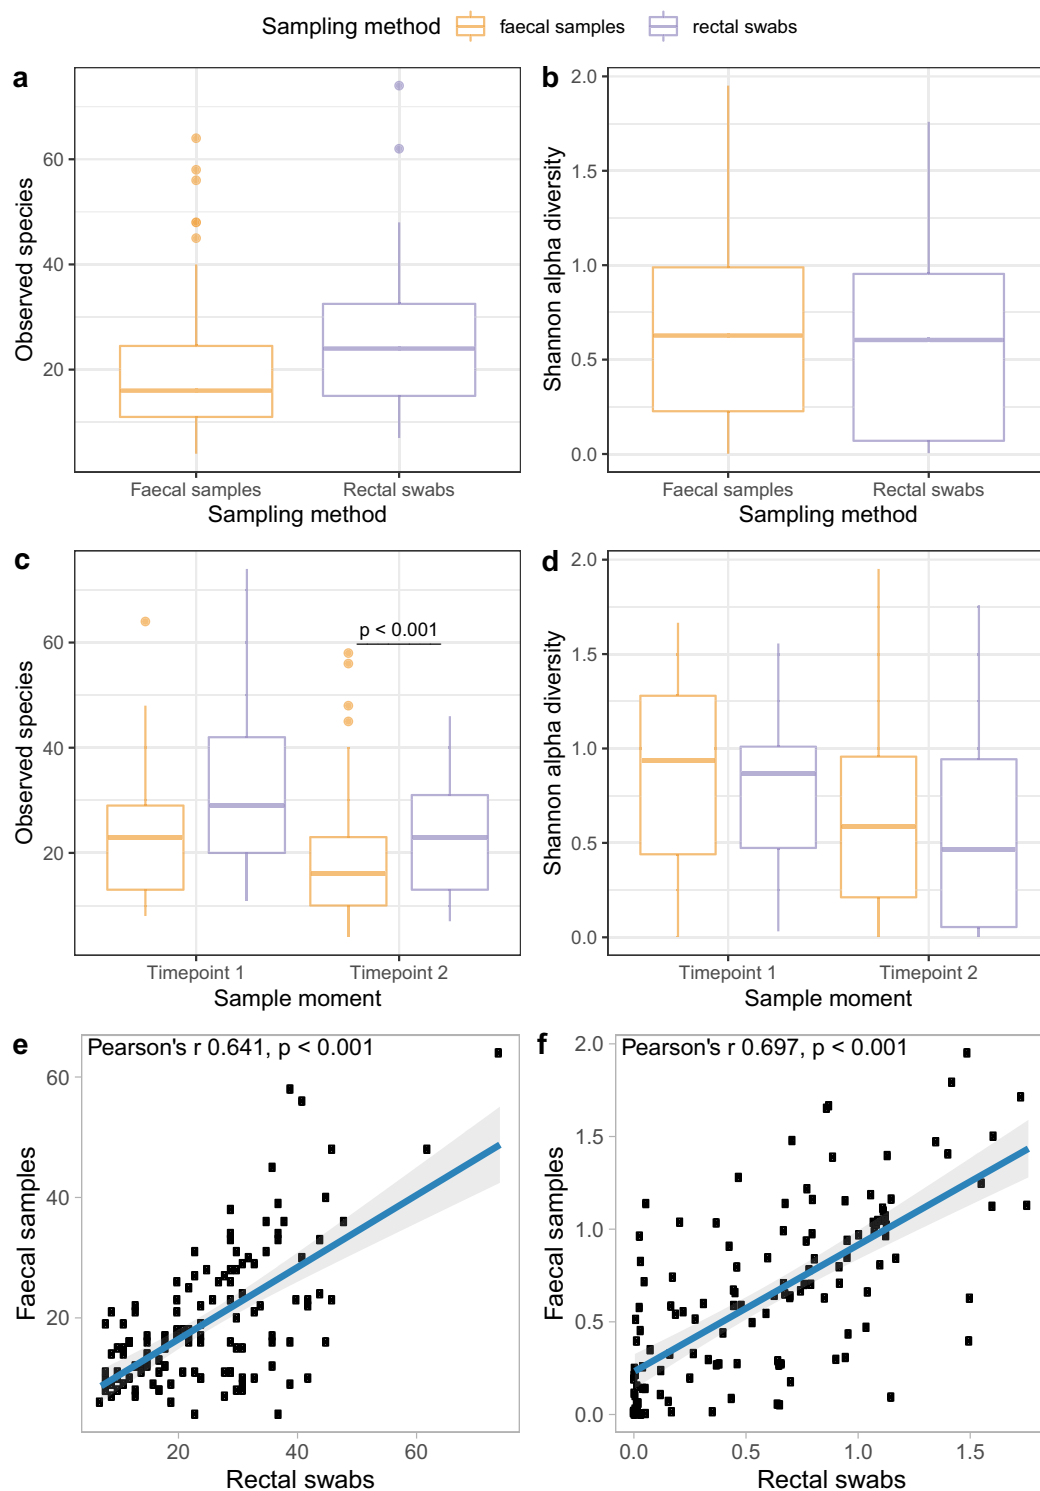 Sampling method faecal samples rectal swabs
a
Observed species
60
40
20
Faecal samples Rectal swabs
Sampling method
b
Shannon alpha diversity
2.0
1.5
1.0
0.5
0.0
Faecal samples Rectal swabs
Sampling method
c
Observed species
60
40
20
p < 0.001
Timepoint 1 Timepoint 2
Sample moment
d
Shannon alpha diversity
2.0
1.5
1.0
0.5
0.0
Timepoint 1 Timepoint 2
Sample moment
e
Pearson's r 0.641, p < 0.001
Faecal samples
60
40
20
20 40 60
Rectal swabs
f
Pearson's r 0.697, p < 0.001
Faecal samples
2.0
1.5
1.0
0.5
0.0
0.0 0.5 1.0 1.5
Rectal swabs